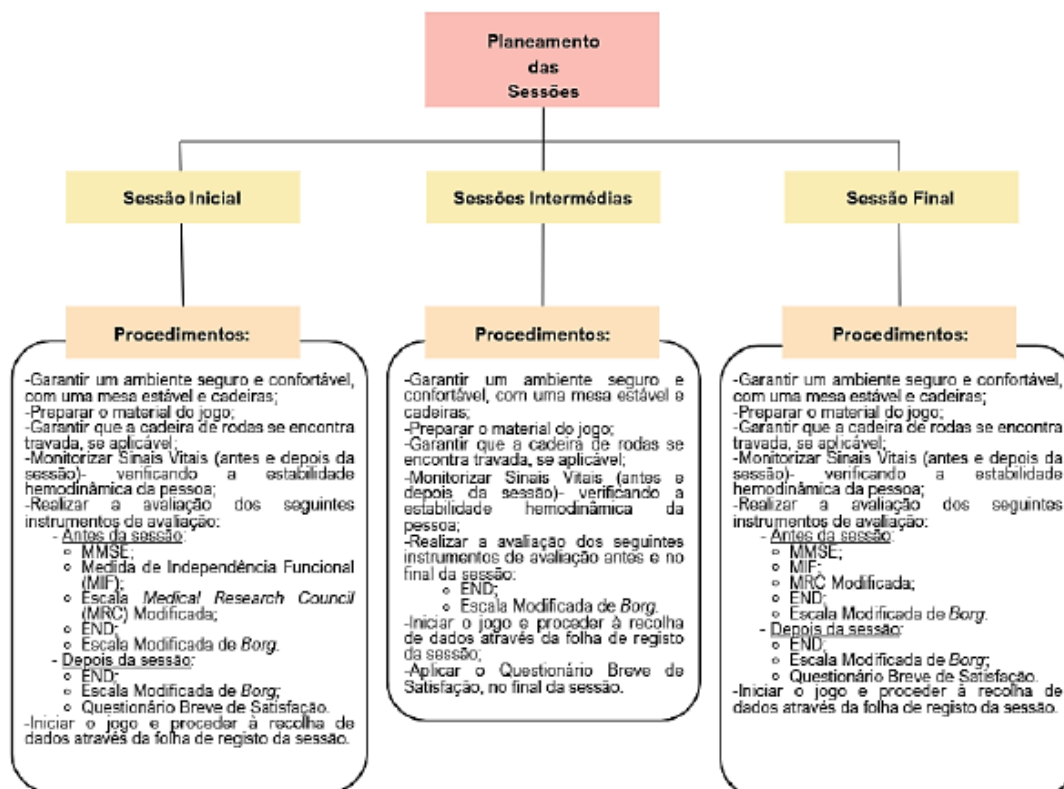 Planeamento
das
Sessões
Sessão Inicial
Sessões Intermédias
Sessão Final
Procedimentos:
-Garantir um ambiente seguro e confortável,
com uma mesa estável e cadeiras;
-Preparar o material do jogo;
-Garantir que a cadeira de rodas se encontra
travada, se aplicável;
-Monitorizar Sinais Vitais (antes e depois da
sessão)- verificando a estabilidade
hemodinâmica da pessoa;
-Realizar a avaliação dos seguintes
instrumentos de avaliação:
- Antes da sessão:
○ MMSE;
○ Medida de Independência Funcional
(MIF);
○ Escala Medical Research Council
(MRC) Modificada;
○ END;
○ Escala Modificada de Borg.
- Depois da sessão:
○ END;
○ Escala Modificada de Borg;
○ Questionário Breve de Satisfação.
-Iniciar o jogo e proceder à recolha de
dados através da folha de registo da sessão.
Procedimentos:
-Garantir um ambiente seguro e
confortável, com uma mesa estável e
cadeiras;
-Preparar o material do jogo;
-Garantir que a cadeira de rodas se
encontra travada, se aplicável;
-Monitorizar Sinais Vitais (antes e
depois da sessão)- verificando a
estabilidade hemodinâmica da
pessoa;
-Realizar a avaliação dos seguintes
instrumentos de avaliação antes e no
final da sessão:
○ END;
○ Escala Modificada de Borg.
-Iniciar o jogo e proceder à recolha
de dados através da folha de registo
da sessão;
-Aplicar o Questionário Breve de
Satisfação, no final da sessão.
Procedimentos:
-Garantir um ambiente seguro e confortável,
com uma mesa estável e cadeiras;
-Preparar o material do jogo;
-Garantir que a cadeira de rodas se encontra
travada, se aplicável;
-Monitorizar Sinais Vitais (antes e depois da
sessão)- verificando a estabilidade
hemodinâmica da pessoa;
-Realizar a avaliação dos seguintes
instrumentos de avaliação:
- Antes da sessão:
○ MMSE;
○ MIF;
○ MRC Modificada;
○ END;
○ Escala Modificada de Borg.
- Depois da sessão:
○ END;
○ Escala Modificada de Borg;
○ Questionário Breve de Satisfação.
-Iniciar o jogo e proceder à recolha de
dados através da folha de registo da sessão.